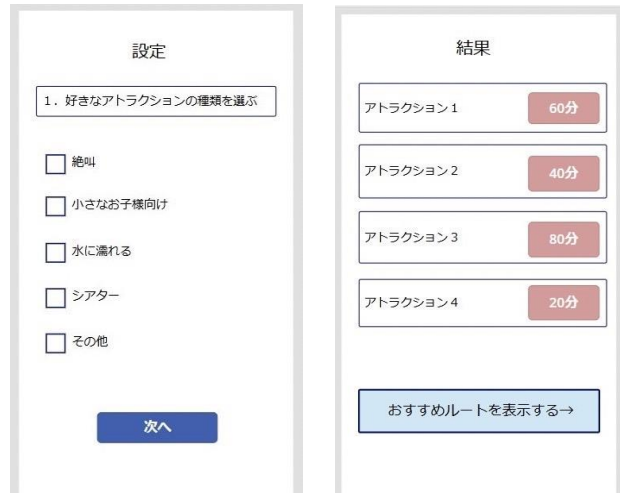 設定
1．好きなアトラクションの種類を選ぶ
絶叫
小さなお子様向け
水に濡れる
シアター
その他
次へ
結果
アトラクション1 60分
アトラクション2 40分
アトラクション3 80分
アトラクション4 20分
おすすめルートを表示する→